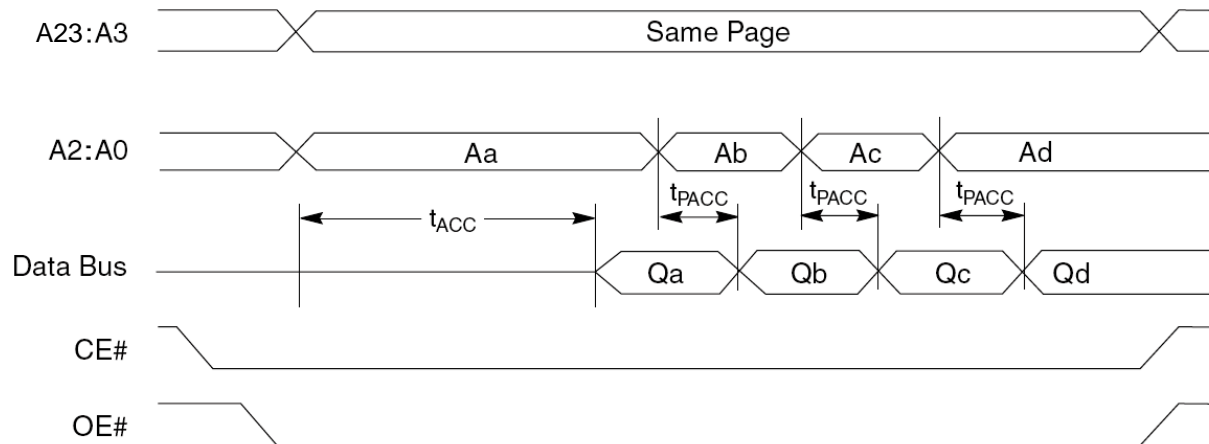 A23:A3 Same Page
A2:A0 Aa Ab Ac Ad
tPACC tPACC tPACC
tACC
Data Bus Qa Qb Qc Qd
CE#
OE#